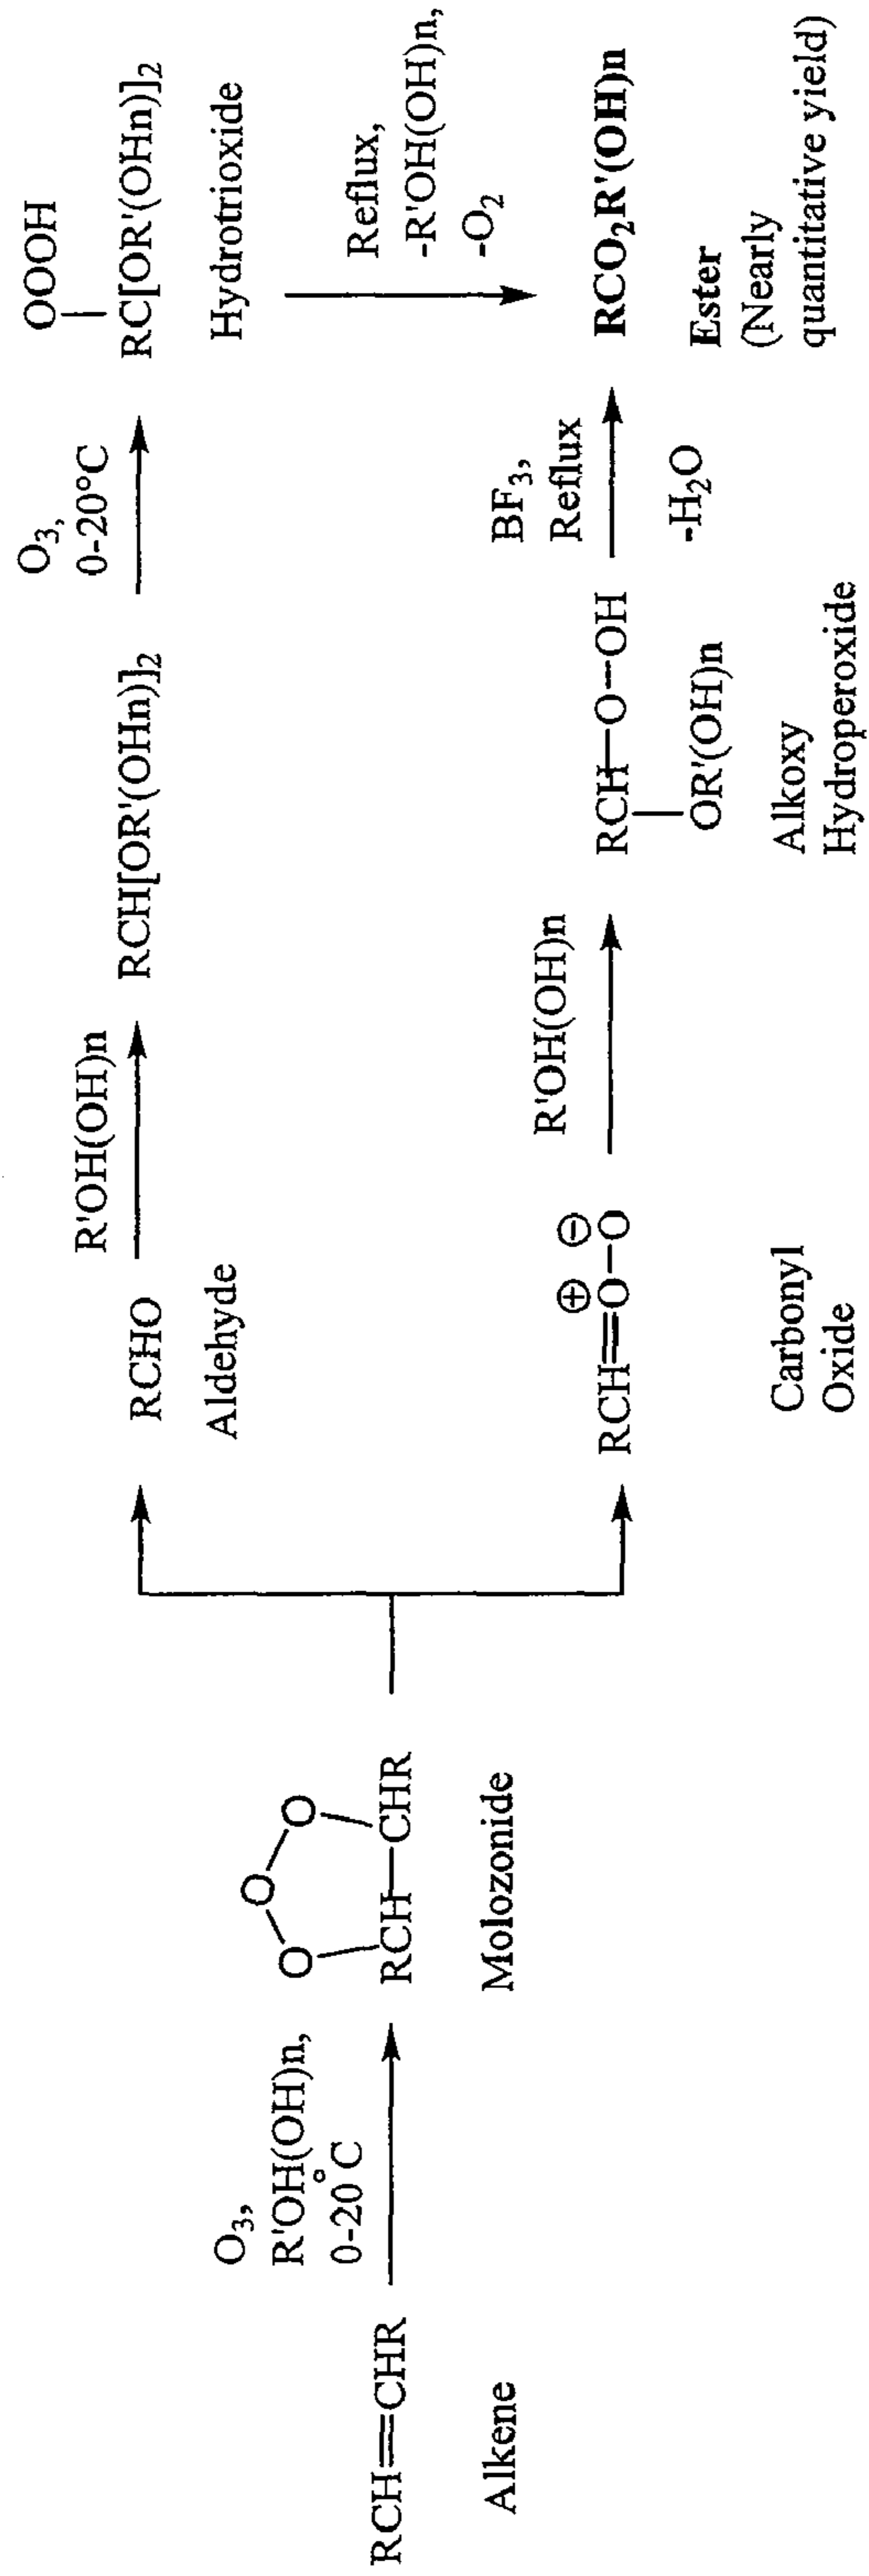 RCH=CHR
Alkene
O₃,
R'OH(OH)n,
0-20°C
O
O
O
RCH—CHR
Molozonide
RCHO
Aldehyde
R'OH(OH)n
RCH[OR'(OHn)]₂
O₃,
0-20°C
OOOH
RC[OR'(OHn)]₂
Hydrotrioxide
Reflux,
-R'OH(OH)n,
-O₂
⊕ ⊖
RCH=O–O
Carbonyl
Oxide
R'OH(OH)n
RCH—O—OH
OR'(OH)n
Alkoxy
Hydroperoxide
BF₃,
Reflux
-H₂O
RCO₂R'(OH)n
Ester
(Nearly
quantitative yield)